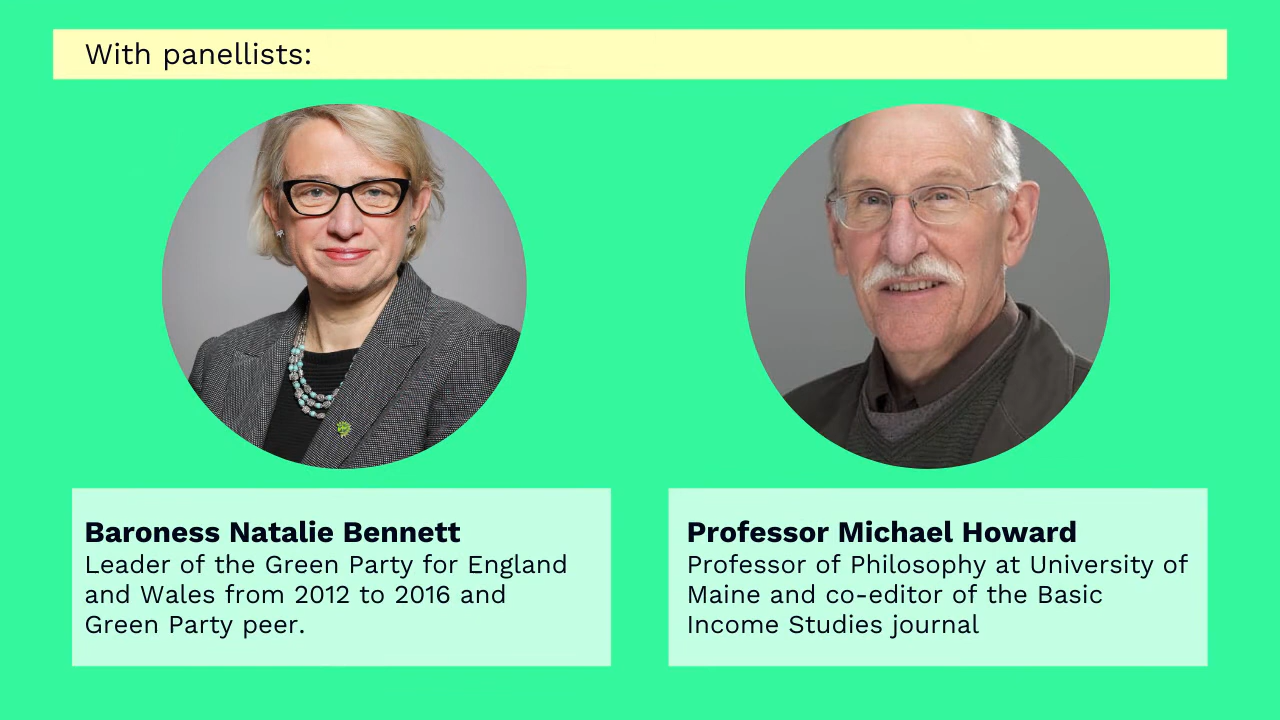 With panellists:
Baroness Natalie Bennett
Leader of the Green Party for England
and Wales from 2012 to 2016 and
Green Party peer.
Professor Michael Howard
Professor of Philosophy at University of
Maine and co-editor of the Basic
Income Studies journal